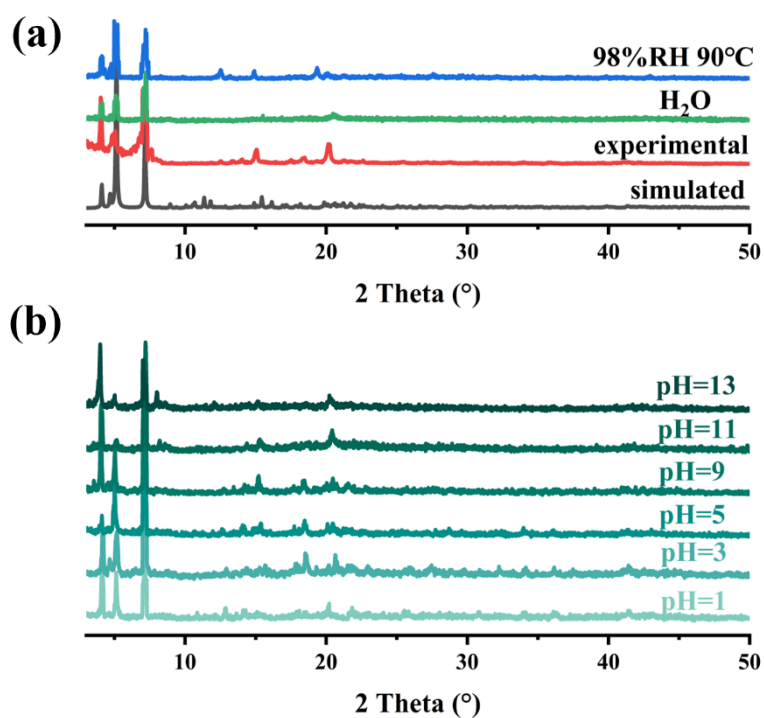 (a)
98%RH 90℃
H₂O
experimental
simulated
10 20 30 40 50
2 Theta (°)
(b)
pH=13
pH=11
pH=9
pH=5
pH=3
pH=1
10 20 30 40 50
2 Theta (°)